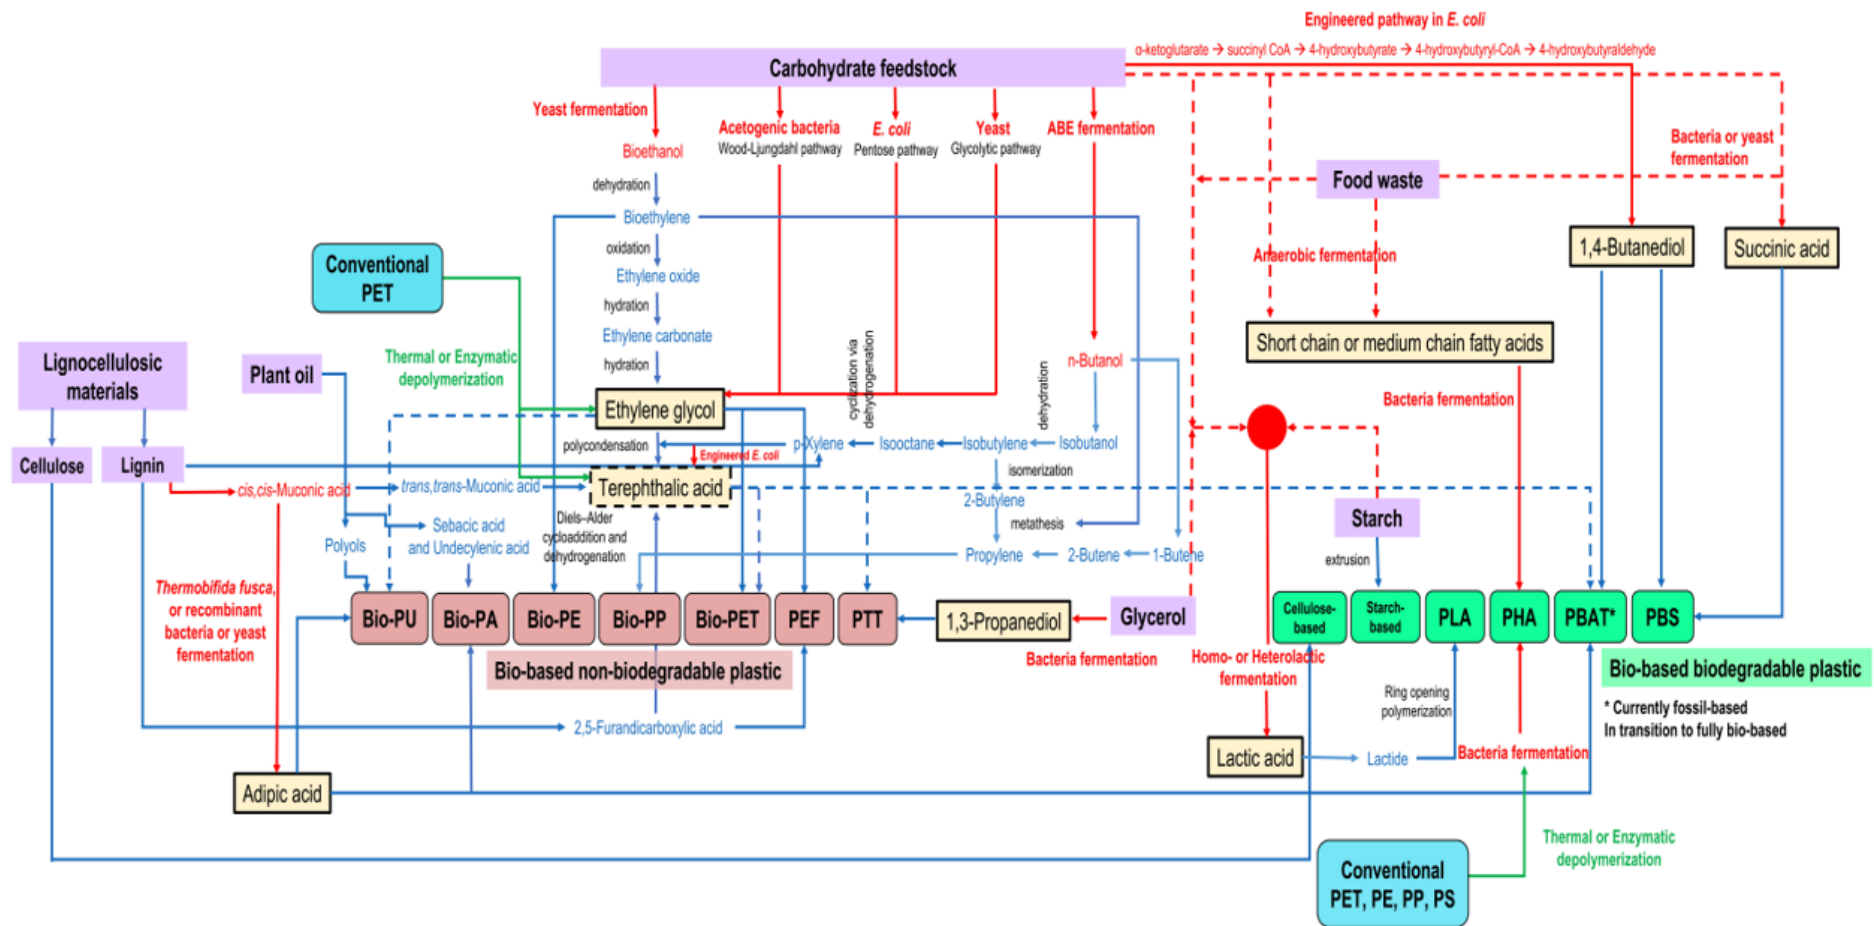 Engineered pathway in E. coli
α-ketoglutarate → succinyl CoA → 4-hydroxybutyrate → 4-hydroxybutyryl-CoA → 4-hydroxybutyraldehyde
Carbohydrate feedstock
Yeast fermentation
Acetogenic bacteria
Wood-Ljungdahl pathway
E. coli
Pentose pathway
Yeast
Glycolytic pathway
ABE fermentation
Bacteria or yeast
fermentation
Bioethanol
Food waste
dehydration
Bioethylene
oxidation
Ethylene oxide
hydration
Ethylene carbonate
hydration
Conventional
PET
Anaerobic fermentation
1,4-Butanediol
Succinic acid
Short chain or medium chain fatty acids
Lignocellulosic
materials
Plant oil
Thermal or Enzymatic
depolymerization
cyclization via
dehydrogenation
dehydration
n-Butanol
Bacteria fermentation
Ethylene glycol
polycondensation
p-Xylene
Isooctane
Isobutylene
Isobutanol
Engineered E. coli
isomerization
Cellulose
Lignin
cis,cis-Muconic acid
trans,trans-Muconic acid
Terephthalic acid
2-Butylene
metathesis
Starch
extrusion
Polyols
Sebacic acid
and Undecylenic acid
Diels–Alder
cycloaddition and
dehydrogenation
Propylene
2-Butene
1-Butene
Thermobifida fusca,
or recombinant
bacteria or yeast
fermentation
Bio-PU
Bio-PA
Bio-PE
Bio-PP
Bio-PET
PEF
PTT
1,3-Propanediol
Glycerol
Bacteria fermentation
Cellulose-
based
Starch-
based
PLA
PHA
PBAT*
PBS
Bio-based non-biodegradable plastic
Homo- or Heterolactic
fermentation
Bio-based biodegradable plastic
* Currently fossil-based
In transition to fully bio-based
Ring opening
polymerization
2,5-Furandicarboxylic acid
Lactic acid
Lactide
Bacteria fermentation
Adipic acid
Thermal or Enzymatic
depolymerization
Conventional
PET, PE, PP, PS